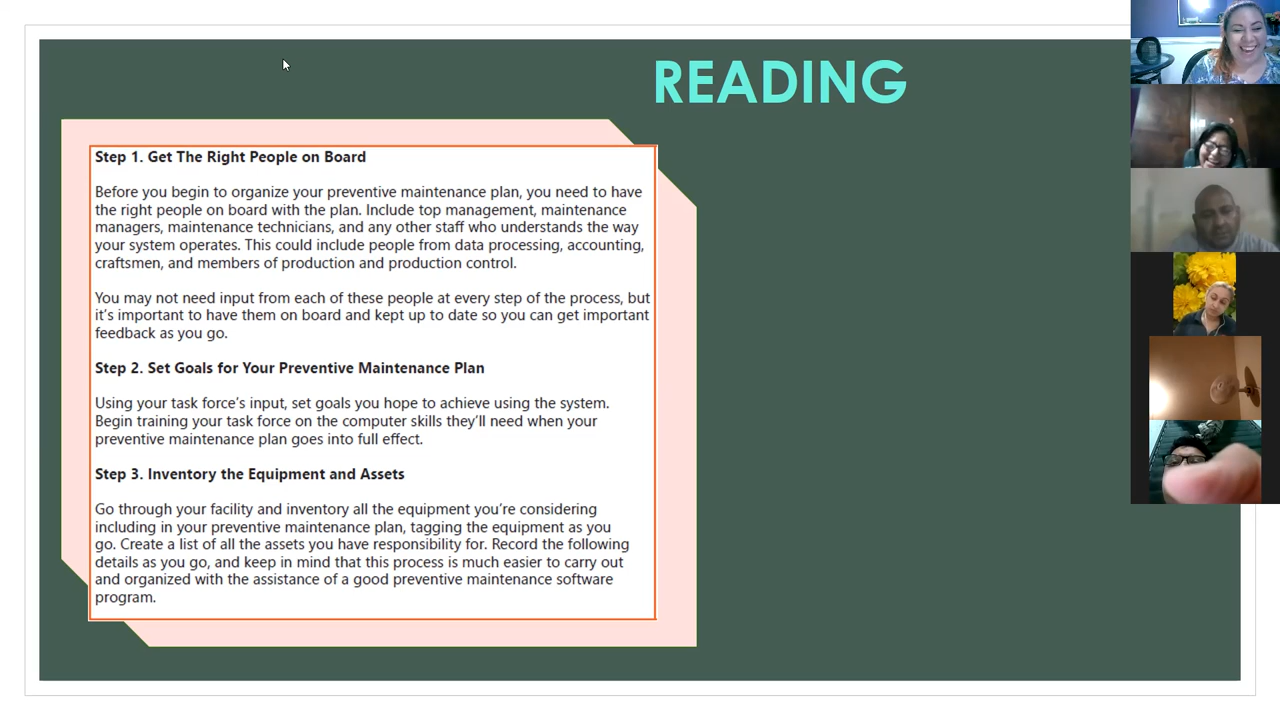 READING
Step 1. Get The Right People on Board
Before you begin to organize your preventive maintenance plan, you need to have
the right people on board with the plan. Include top management, maintenance
managers, maintenance technicians, and any other staff who understands the way
your system operates. This could include people from data processing, accounting,
craftsmen, and members of production and production control.
You may not need input from each of these people at every step of the process, but
it's important to have them on board and kept up to date so you can get important
feedback as you go.
Step 2. Set Goals for Your Preventive Maintenance Plan
Using your task force's input, set goals you hope to achieve using the system.
Begin training your task force on the computer skills they'll need when your
preventive maintenance plan goes into full effect.
Step 3. Inventory the Equipment and Assets
Go through your facility and inventory all the equipment you're considering
including in your preventive maintenance plan, tagging the equipment as you
go. Create a list of all the assets you have responsibility for. Record the following
details as you go, and keep in mind that this process is much easier to carry out
and organized with the assistance of a good preventive maintenance software
program.